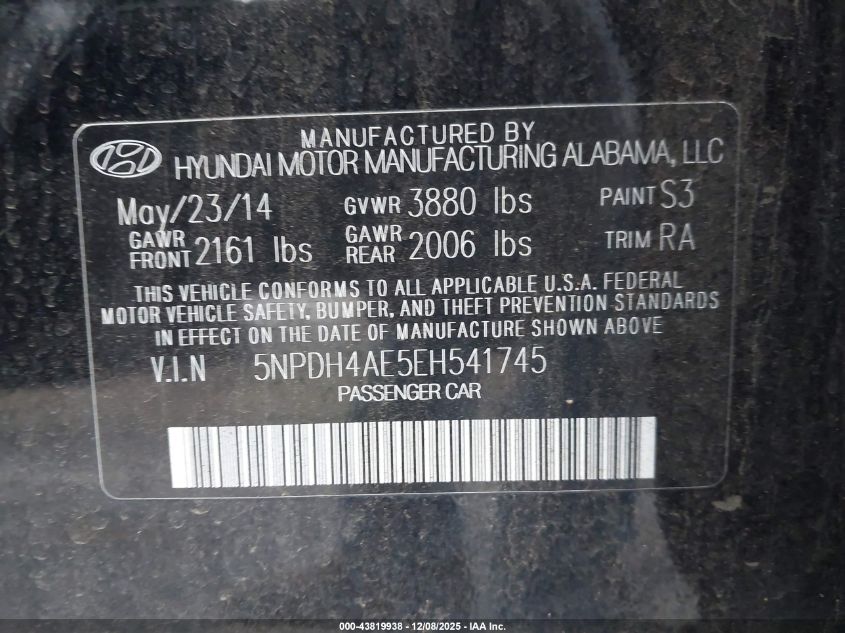 MANUFACTURED BY
HYUNDAI MOTOR MANUFACTURING ALABAMA, LLC
May/23/14 GVWR 3880 lbs PAINT S3
GAWR FRONT 2161 lbs GAWR REAR 2006 lbs TRIM RA
THIS VEHICLE CONFORMS TO ALL APPLICABLE U.S.A. FEDERAL
MOTOR VEHICLE SAFETY, BUMPER, AND THEFT PREVENTION STANDARDS
IN EFFECT ON THE DATE OF MANUFACTURE SHOWN ABOVE
V.I.N 5NPDH4AE5EH541745
PASSENGER CAR
000-43819938 - 12/08/2025 - IAA Inc.